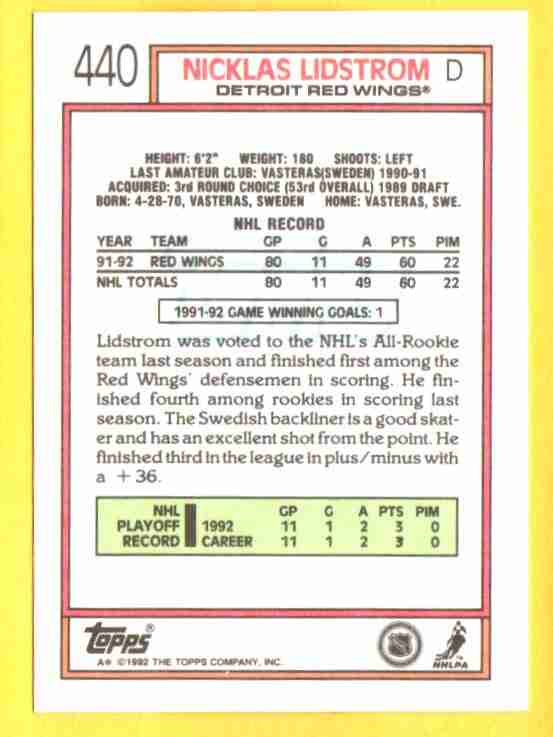 440 NICKLAS LIDSTROM D
DETROIT RED WINGS®
HEIGHT: 6'2" WEIGHT: 180 SHOOTS: LEFT
LAST AMATEUR CLUB: VASTERAS(SWEDEN) 1990-91
ACQUIRED: 3rd ROUND CHOICE (53rd OVERALL) 1989 DRAFT
BORN: 4-28-70, VASTERAS, SWEDEN HOME: VASTERAS, SWE.
NHL RECORD
YEAR TEAM GP G A PTS PIM
91-92 RED WINGS 80 11 49 60 22
NHL TOTALS 80 11 49 60 22
1991-92 GAME WINNING GOALS: 1
Lidstrom was voted to the NHL's All-Rookie
team last season and finished first among the
Red Wings' defensemen in scoring. He fin-
ished fourth among rookies in scoring last
season. The Swedish backliner is a good skat-
er and has an excellent shot from the point. He
finished third in the league in plus/minus with
a +36.
NHL GP G A PTS PIM
PLAYOFF 1992 11 1 2 3 0
RECORD CAREER 11 1 2 3 0
TOPPS®
A* ©1992 THE TOPPS COMPANY, INC.
NHL
NHLPA